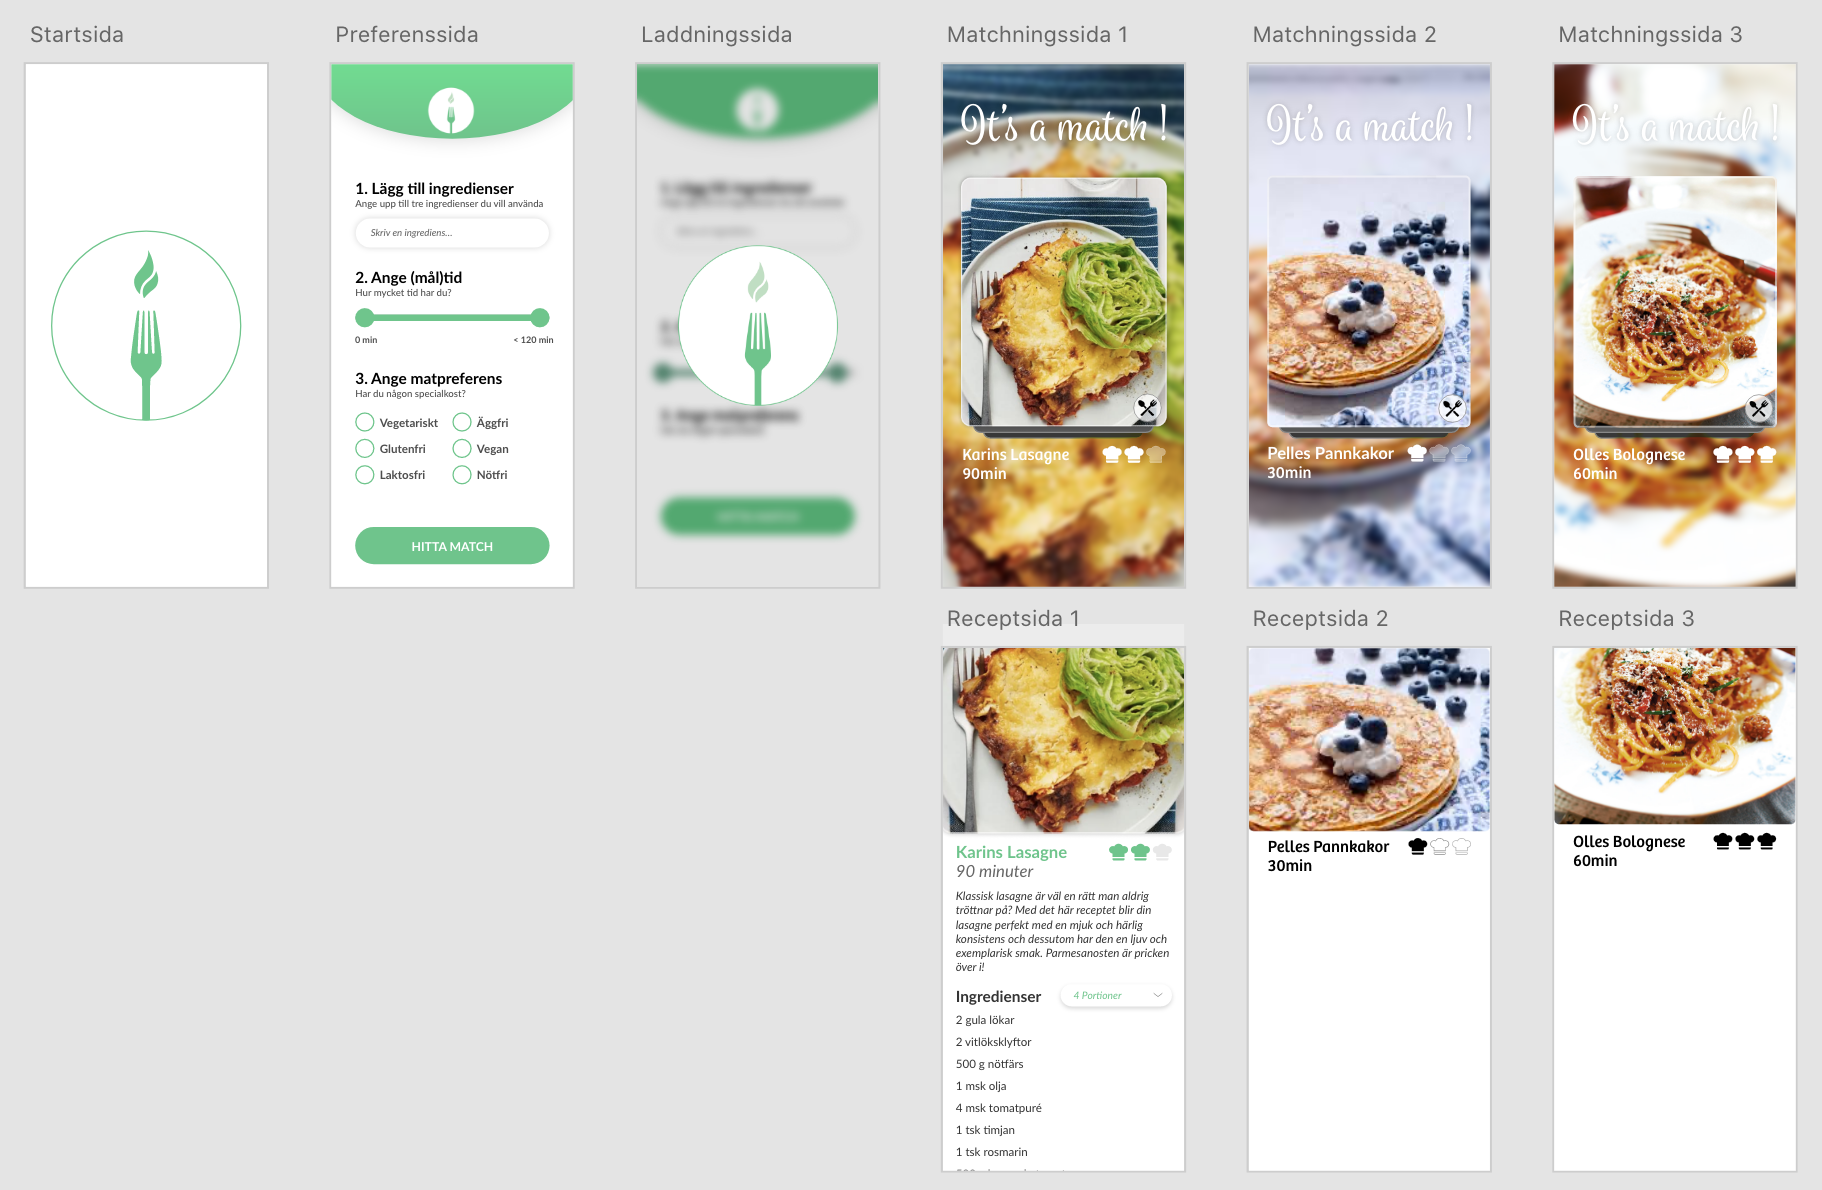 Startsida
Preferenssida
Laddningssida
Matchningssida 1
Matchningssida 2
Matchningssida 3
1. Lägg till ingredienser
Ange upp till tre ingredienser du vill använda
Skriv en ingrediens...
2. Ange (mål)tid
Hur mycket tid har du?
0 min
< 120 min
3. Ange matpreferens
Har du någon specialkost?
Vegetariskt
Äggfri
Glutenfri
Vegan
Laktosfri
Nötfri
HITTA MATCH
It's a match !
Karins Lasagne
90min
It's a match !
Pelles Pannkakor
30min
It's a match !
Olles Bolognese
60min
Receptsida 1
Receptsida 2
Receptsida 3
Karins Lasagne
90 minuter
Klassisk lasagne är väl en rätt man aldrig
tröttnar på? Med det här receptet blir din
lasagne perfekt med en mjuk och härlig
konsistens och dessutom har den en ljuv och
exemplarisk smak. Parmesanosten är pricken
över i!
Ingredienser
4 Portioner
2 gula lökar
2 vitlöksklyftor
500 g nötfärs
1 msk olja
4 msk tomatpuré
1 tsk timjan
1 tsk rosmarin
Pelles Pannkakor
30min
Olles Bolognese
60min